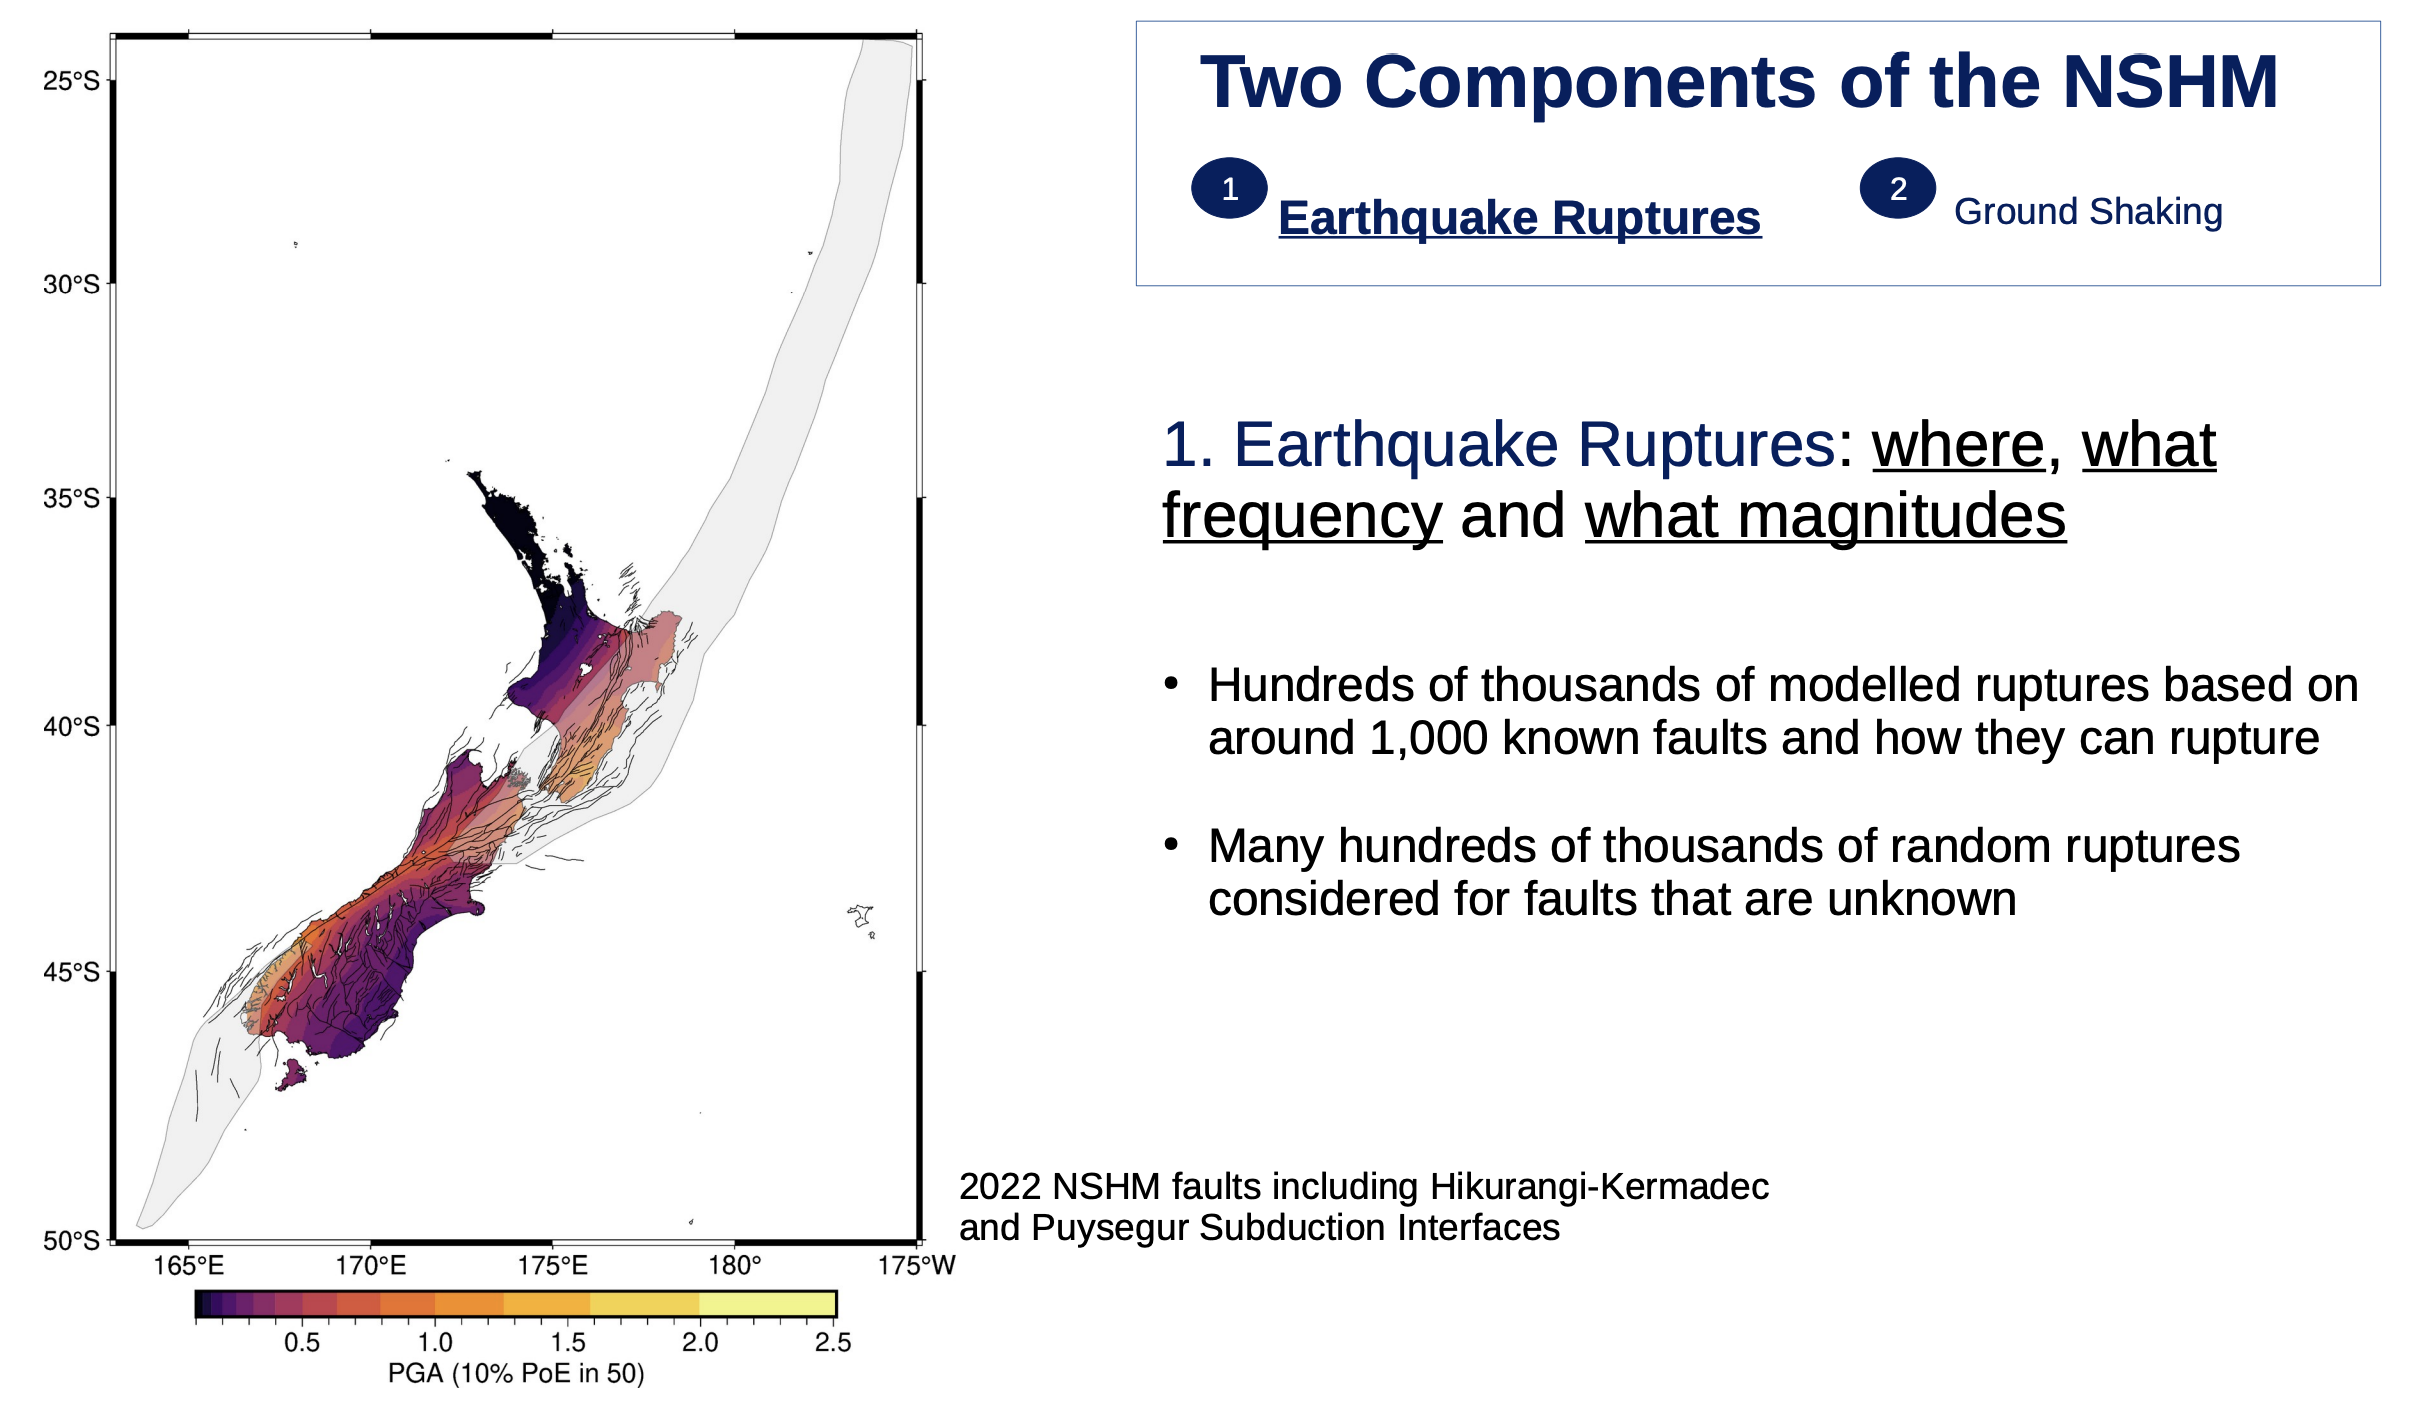 Two Components of the NSHM
1
Earthquake Ruptures
2
Ground Shaking
1. Earthquake Ruptures: where, what
frequency and what magnitudes
• Hundreds of thousands of modelled ruptures based on
around 1,000 known faults and how they can rupture
• Many hundreds of thousands of random ruptures
considered for faults that are unknown
2022 NSHM faults including Hikurangi-Kermadec
and Puysegur Subduction Interfaces
25°S
30°S
35°S
40°S
45°S
50°S
165°E 170°E 175°E 180° 175°W
0.5 1.0 1.5 2.0 2.5
PGA (10% PoE in 50)